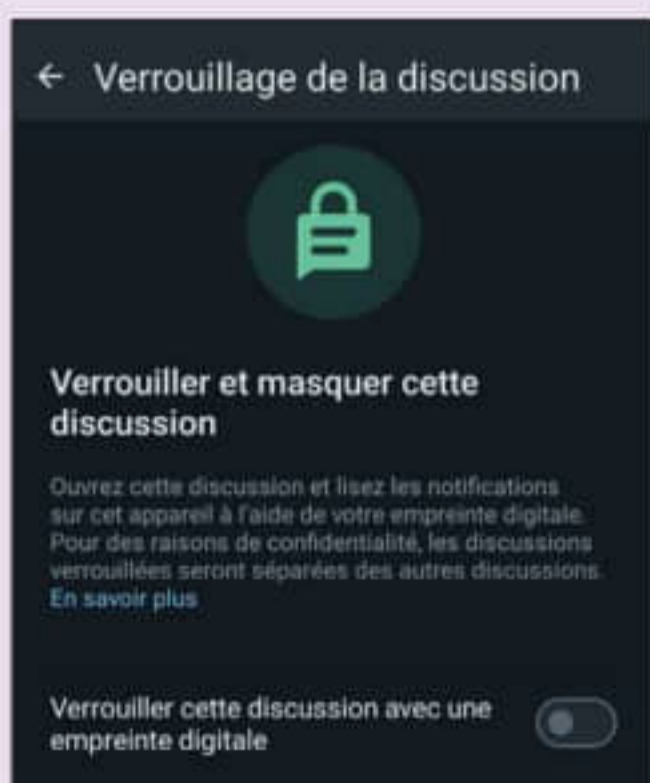 Verrouillage de la discussion
Verrouiller et masquer cette
discussion
Ouvrez cette discussion et lisez les notifications
sur cet appareil à l'aide de votre empreinte digitale.
Pour des raisons de confidentialité, les discussions
verrouillées seront séparées des autres discussions.
En savoir plus
Verrouiller cette discussion avec une
empreinte digitale